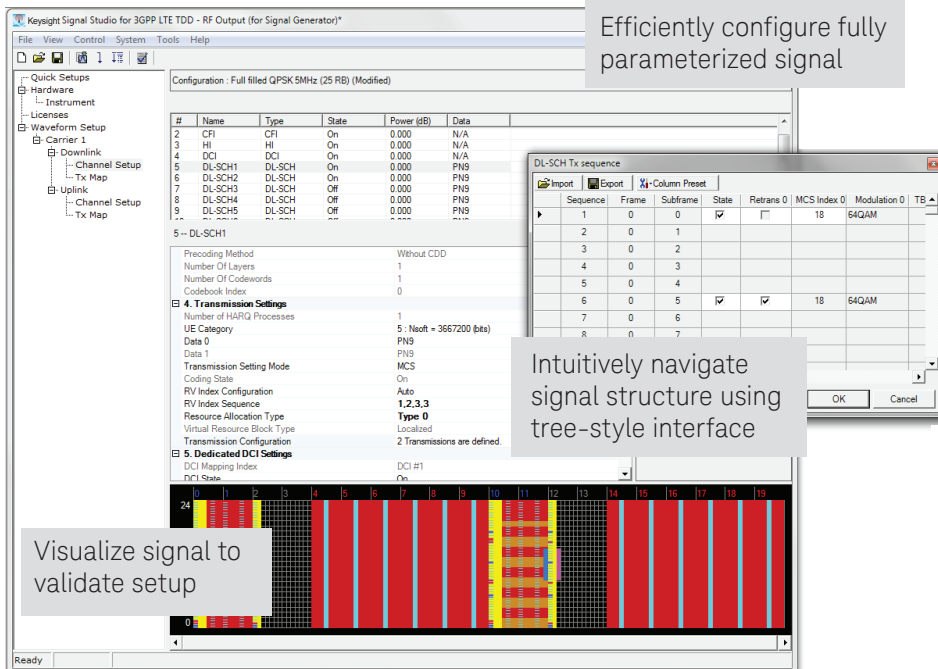 Keysight Signal Studio for 3GPP LTE TDD - RF Output (for Signal Generator)*
File View Control System Tools Help
Efficiently configure fully
parameterized signal
Quick Setups
Hardware
Instrument
Licenses
Waveform Setup
Carrier 1
Downlink
Channel Setup
Tx Map
Uplink
Channel Setup
Tx Map
Configuration : Full filled QPSK 5MHz (25 RB) (Modified)
# Name Type State Power (dB) Data
2 CFI CFI On 0.000 N/A
3 HI HI On 0.000 N/A
4 DCI DCI On 0.000 N/A
5 DL-SCH1 DL-SCH On 0.000 PN9
6 DL-SCH2 DL-SCH On 0.000 PN9
7 DL-SCH3 DL-SCH Off 0.000 PN9
8 DL-SCH4 DL-SCH Off 0.000 PN9
9 DL-SCH5 DL-SCH Off 0.000 PN9
5 -- DL-SCH1
Precoding Method Without CDD
Number Of Layers 1
Number Of Codewords 1
Codebook Index 0
4. Transmission Settings
Number of HARQ Processes 1
UE Category 5 : Nsoft = 3667200 (bits)
Data 0 PN9
Data 1 PN9
Transmission Setting Mode MCS
Coding State On
RV Index Configuration Auto
RV Index Sequence 1,2,3,3
Resource Allocation Type Type 0
Virtual Resource Block Type Localized
Transmission Configuration 2 Transmissions are defined.
5. Dedicated DCI Settings
DCI Mapping Index DCI #1
DCI State On
DL-SCH Tx sequence
Import Export Column Preset
Sequence Frame Subframe State Retrans 0 MCS Index 0 Modulation 0 TB
1 0 0 18 64QAM
2 0 1
3 0 2
4 0 3
5 0 4
6 0 5 18 64QAM
7 0 6
8 0 7
OK Cancel
Intuitively navigate
signal structure using
tree-style interface
0 1 2 3 4 5 6 7 8 9 10 11 12 13 14 15 16 17 18 19
24
0
Visualize signal to
validate setup
Ready